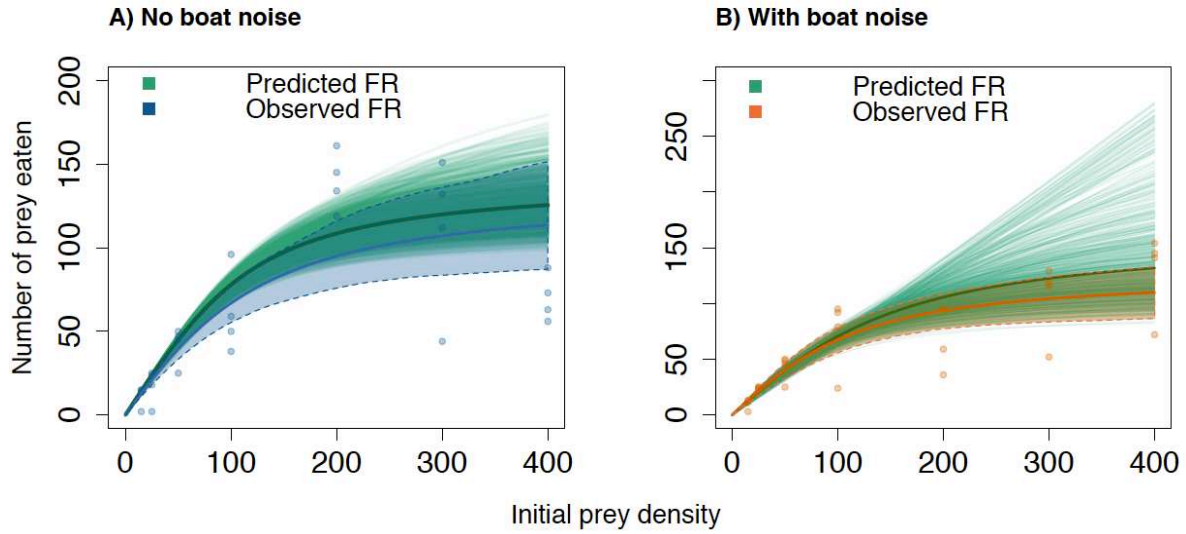 A) No boat noise
B) With boat noise
Predicted FR
Observed FR
Predicted FR
Observed FR
Number of prey eaten
0
50
100
150
200
0
50
150
250
0
100
200
300
400
0
100
200
300
400
Initial prey density